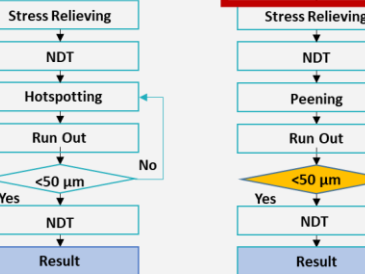 Stress Relieving
NDT
Hotspotting
Run Out
<50 µm
No
Yes
NDT
Result
Stress Relieving
NDT
Peening
Run Out
<50 µm
Yes
NDT
Result